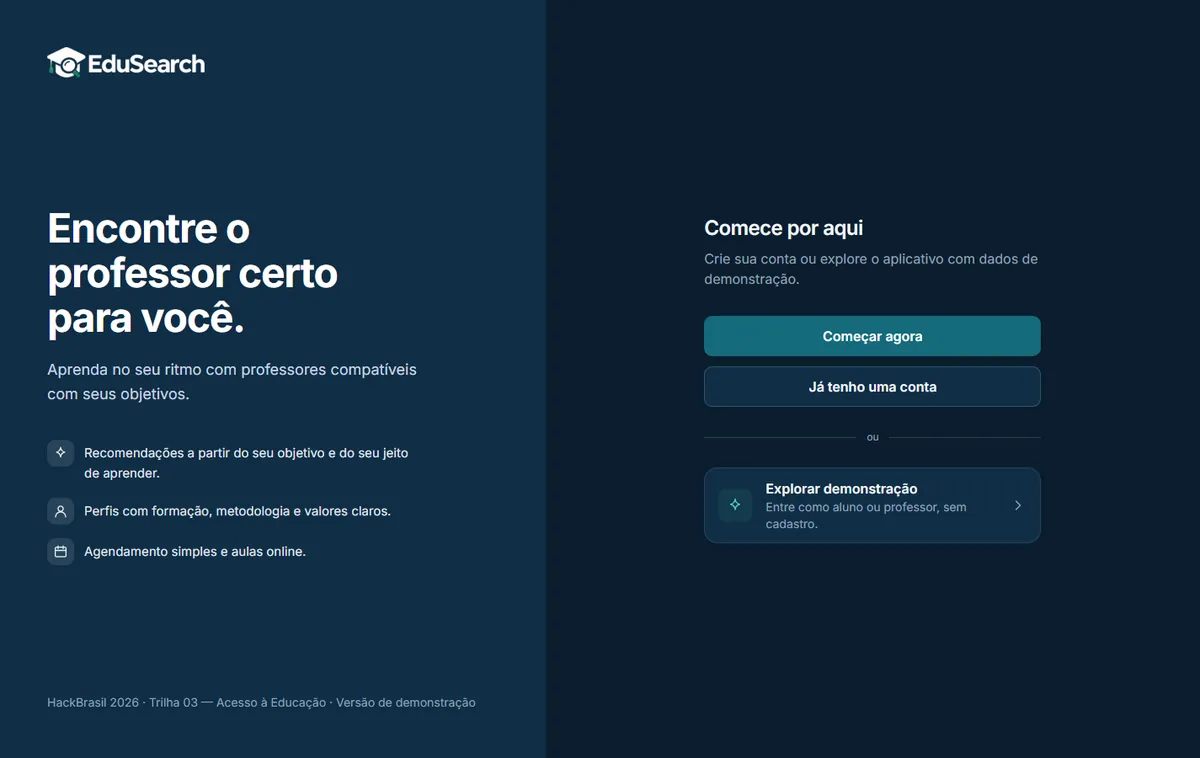 EduSearch
Encontre o
professor certo
para você.
Aprenda no seu ritmo com professores compatíveis
com seus objetivos.
Recomendações a partir do seu objetivo e do seu jeito
de aprender.
Perfis com formação, metodologia e valores claros.
Agendamento simples e aulas online.
HackBrasil 2026 · Trilha 03 — Acesso à Educação · Versão de demonstração
Comece por aqui
Crie sua conta ou explore o aplicativo com dados de
demonstração.
Começar agora
Já tenho uma conta
ou
Explorar demonstração
Entre como aluno ou professor, sem
cadastro.